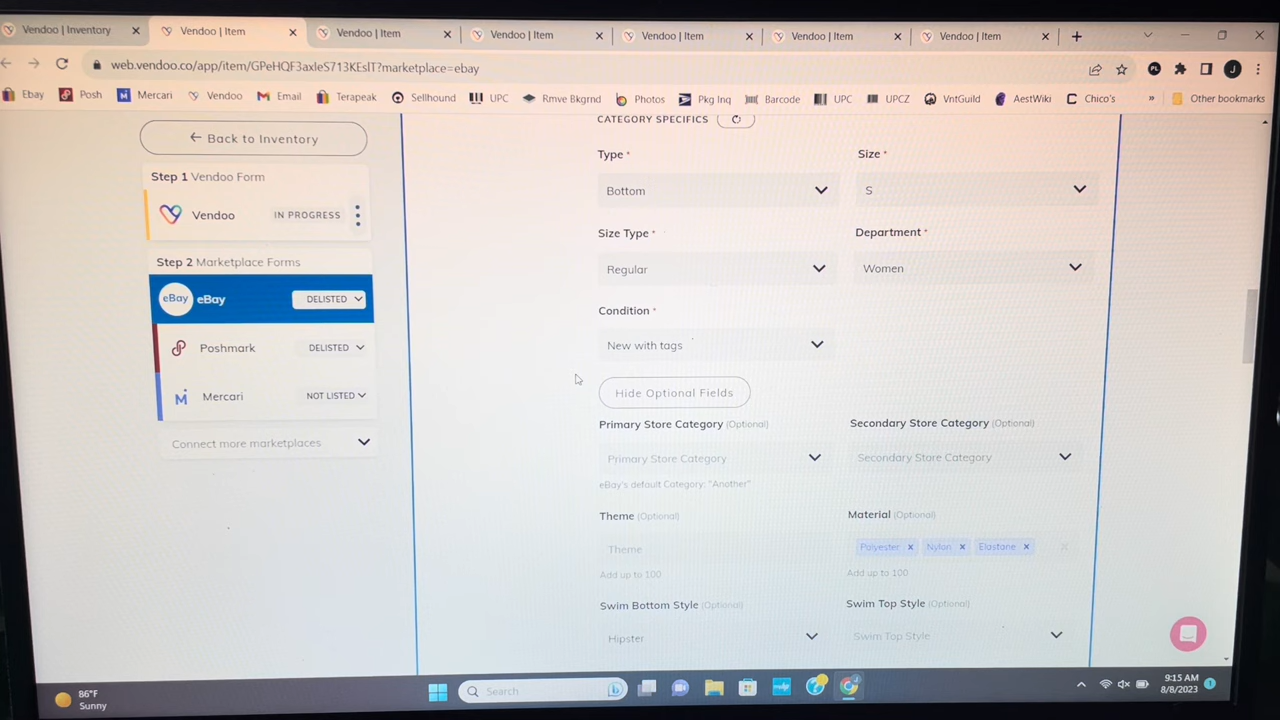 Vendoo | Inventory
Vendoo | Item
Vendoo | Item
Vendoo | Item
Vendoo | Item
Vendoo | Item
Vendoo | Item
web.vendoo.co/app/item/GPeHQF3axleS713KEslT?marketplace=ebay
J
Ebay
Posh
Mercari
Vendoo
Email
Terapeak
Sellhound
UPC
Rmve Bkgrnd
Photos
Pkg Inq
Barcode
UPC
UPCZ
VntGuild
AestWiki
Chico's
»
Other bookmarks
← Back to Inventory
Step 1 Vendoo Form
Vendoo IN PROGRESS
Step 2 Marketplace Forms
eBay eBay DELISTED
Poshmark DELISTED
Mercari NOT LISTED
Connect more marketplaces
CATEGORY SPECIFICS
Type * Size *
Bottom S
Size Type * Department *
Regular Women
Condition *
New with tags
Hide Optional Fields
Primary Store Category (Optional) Secondary Store Category (Optional)
Primary Store Category Secondary Store Category
eBay's default Category: "Another"
Theme (Optional) Material (Optional)
Theme Polyester x Nylon x Elastane x
Add up to 100 Add up to 100
Swim Bottom Style (Optional) Swim Top Style (Optional)
Hipster Swim Top Style
86°F
Sunny
Search
9:15 AM
8/8/2023
1